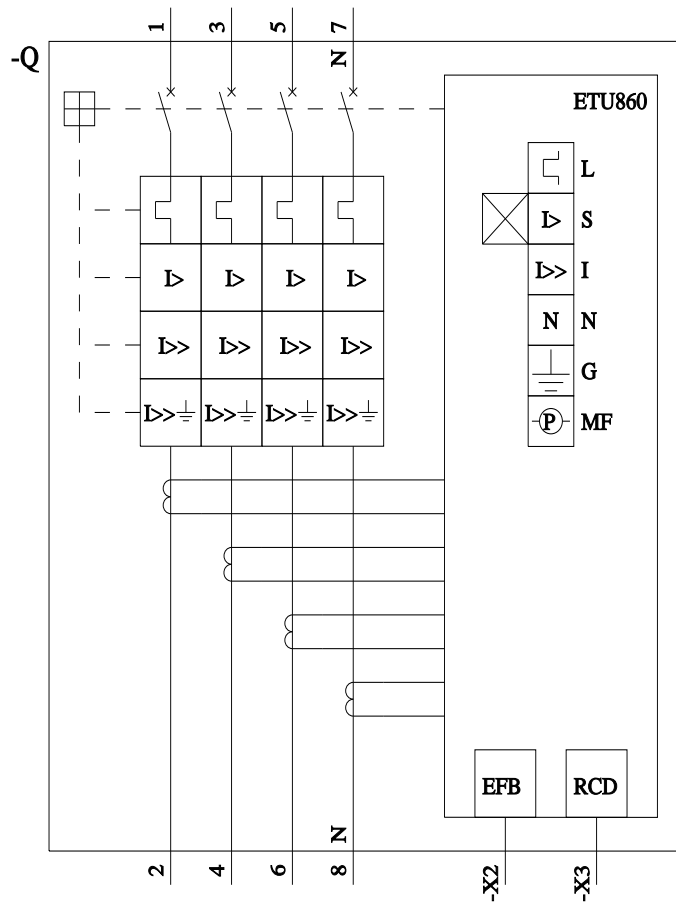 1 3 5 7
-Q N
ETU860
L
I> S
I> I> I> I>
I>> I
N N
I>> I>> I>> I>>
G
I>> I>> I>> I>>
P MF
EFB RCD
N
2 4 6 8 -X2 -X3